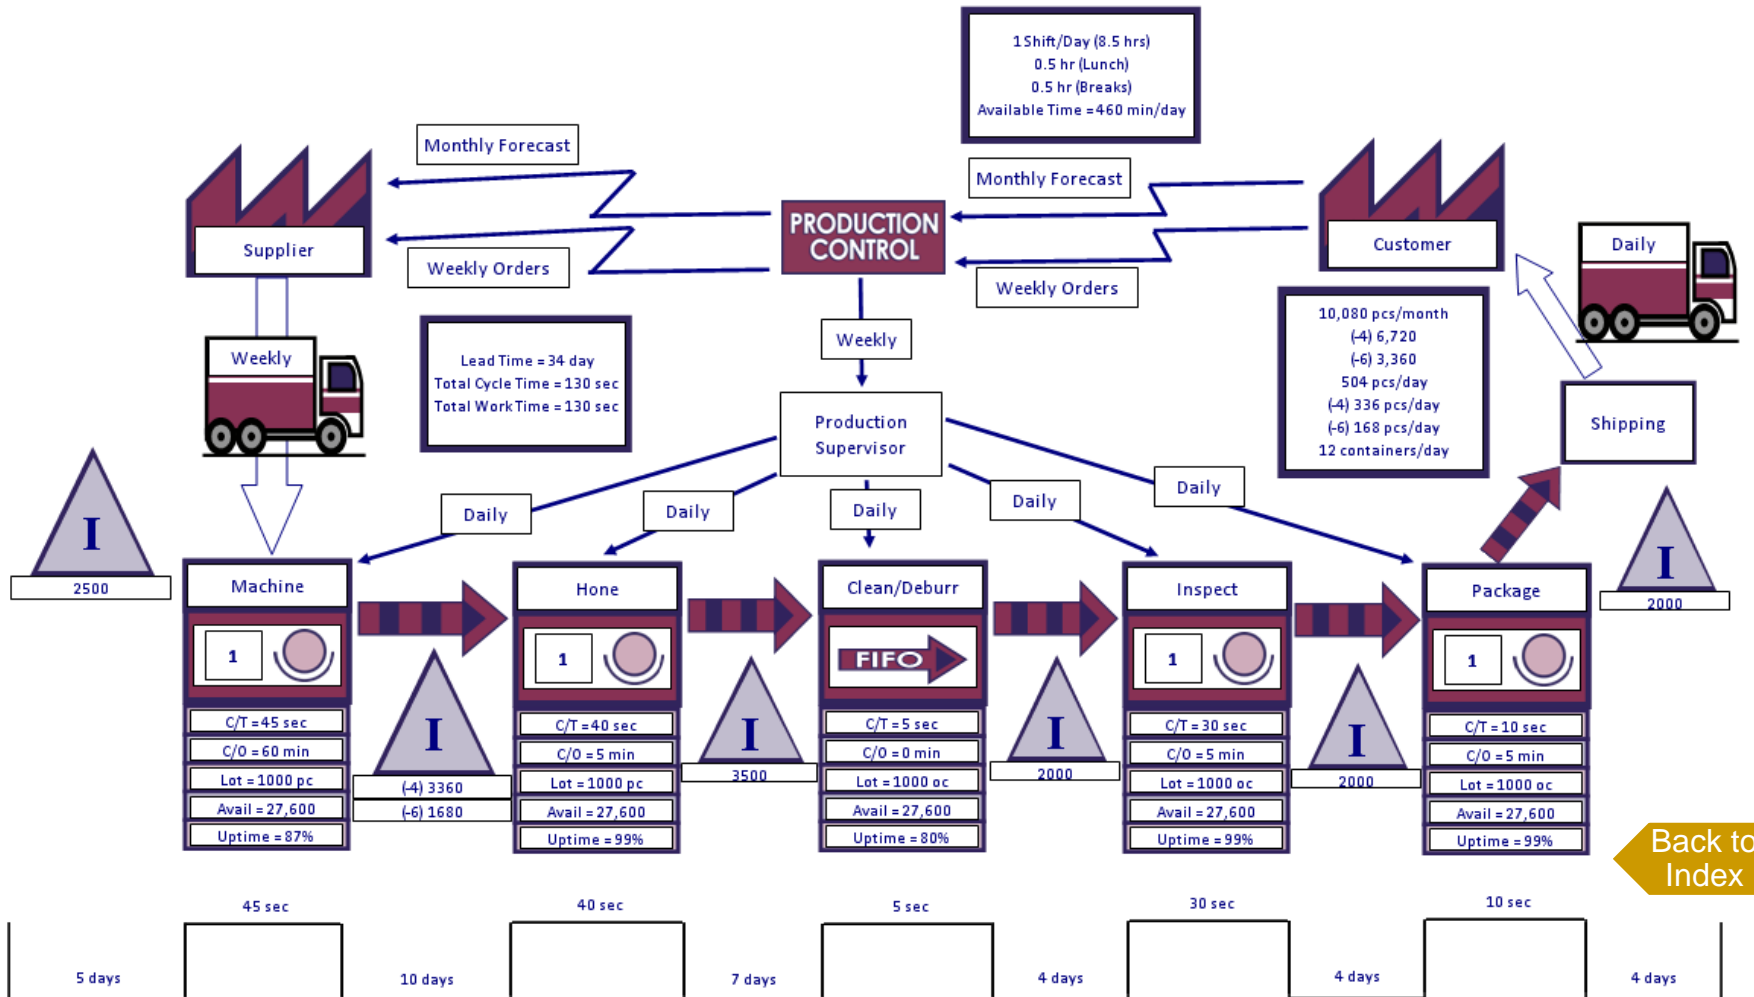 1 Shift/Day (8.5 hrs)
0.5 hr (Lunch)
0.5 hr (Breaks)
Available Time = 460 min/day
Monthly Forecast
Monthly Forecast
PRODUCTION
CONTROL
Supplier
Customer
Daily
Weekly Orders
Weekly Orders
Weekly
Weekly
Lead Time = 34 day
Total Cycle Time = 130 sec
Total Work Time = 130 sec
10,080 pcs/month
(-4) 6,720
(-6) 3,360
504 pcs/day
(-4) 336 pcs/day
(-6) 168 pcs/day
12 containers/day
Production
Supervisor
Shipping
Daily
Daily
Daily
Daily
Daily
I
2500
Machine
1
C/T = 45 sec
C/O = 60 min
Lot = 1000 pc
Avail = 27,600
Uptime = 87%
I
(-4) 3360
(-6) 1680
Hone
1
C/T = 40 sec
C/O = 5 min
Lot = 1000 pc
Avail = 27,600
Uptime = 99%
I
3500
Clean/Deburr
FIFO
C/T = 5 sec
C/O = 0 min
Lot = 1000 oc
Avail = 27,600
Uptime = 80%
I
2000
Inspect
1
C/T = 30 sec
C/O = 5 min
Lot = 1000 oc
Avail = 27,600
Uptime = 99%
I
2000
Package
1
C/T = 10 sec
C/O = 5 min
Lot = 1000 oc
Avail = 27,600
Uptime = 99%
I
2000
Back to
Index
45 sec
40 sec
5 sec
30 sec
10 sec
5 days
10 days
7 days
4 days
4 days
4 days